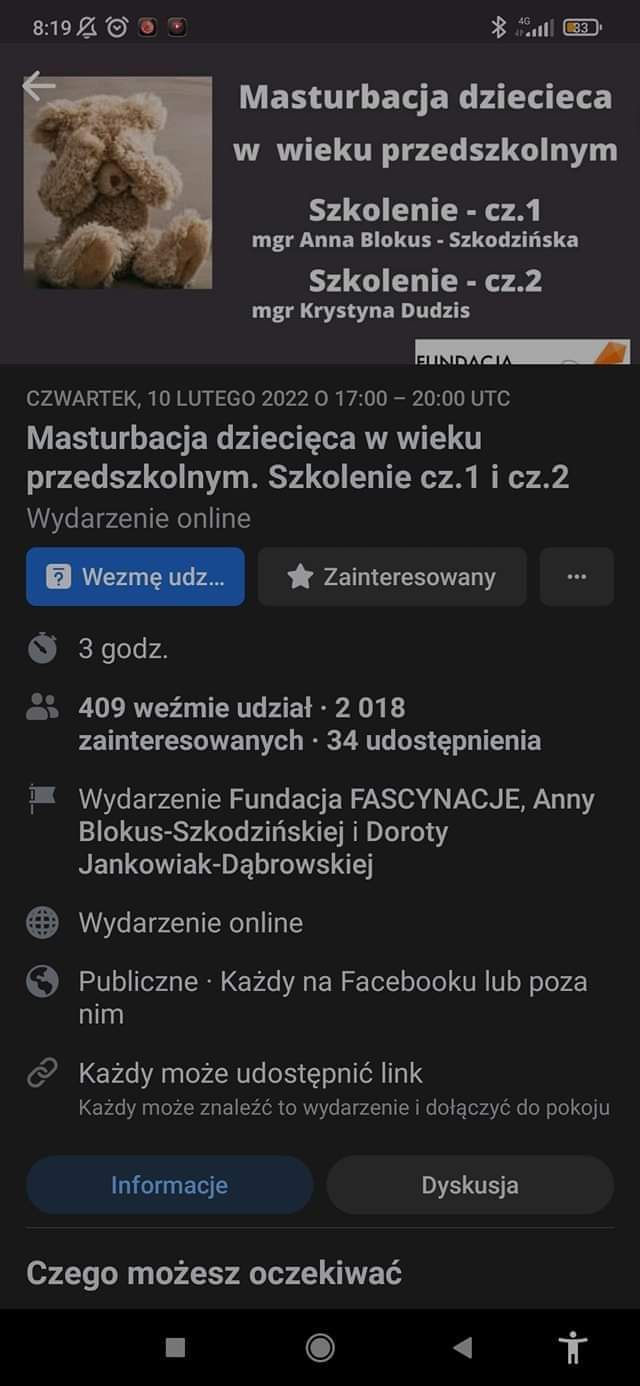 8:19
4G
33
Masturbacja dziecieca
w wieku przedszkolnym
Szkolenie - cz.1
mgr Anna Blokus - Szkodzińska
Szkolenie - cz.2
mgr Krystyna Dudzis
FUNDACJA
CZWARTEK, 10 LUTEGO 2022 O 17:00 – 20:00 UTC
Masturbacja dziecięca w wieku
przedszkolnym. Szkolenie cz.1 i cz.2
Wydarzenie online
Wezmę udz...
Zainteresowany
3 godz.
409 weźmie udział · 2 018
zainteresowanych · 34 udostępnienia
Wydarzenie Fundacja FASCYNACJE, Anny
Blokus-Szkodzińskiej i Doroty
Jankowiak-Dąbrowskiej
Wydarzenie online
Publiczne · Każdy na Facebooku lub poza
nim
Każdy może udostępnić link
Każdy może znaleźć to wydarzenie i dołączyć do pokoju
Informacje
Dyskusja
Czego możesz oczekiwać